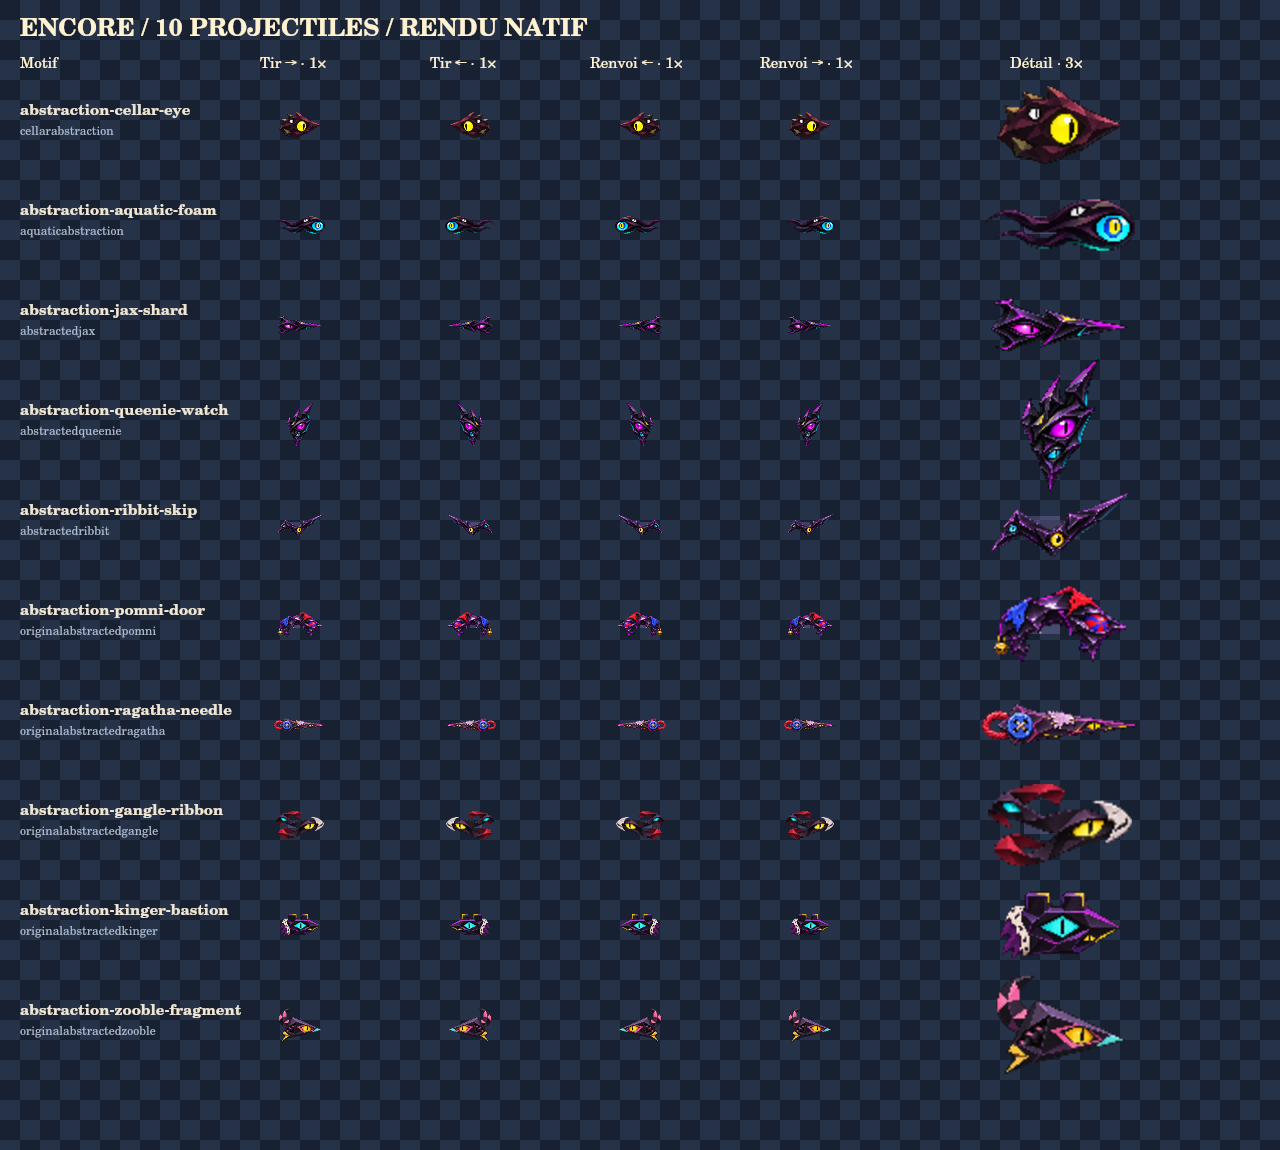 ENCORE / 10 PROJECTILES / RENDU NATIF
Motif Tir → · 1× Tir ← · 1× Renvoi ← · 1× Renvoi → · 1× Détail · 3×
abstraction-cellar-eye
cellarabstraction
abstraction-aquatic-foam
aquaticabstraction
abstraction-jax-shard
abstractedjax
abstraction-queenie-watch
abstractedqueenie
abstraction-ribbit-skip
abstractedribbit
abstraction-pomni-door
originalabstractedpomni
abstraction-ragatha-needle
originalabstractedragatha
abstraction-gangle-ribbon
originalabstractedgangle
abstraction-kinger-bastion
originalabstractedkinger
abstraction-zooble-fragment
originalabstractedzooble